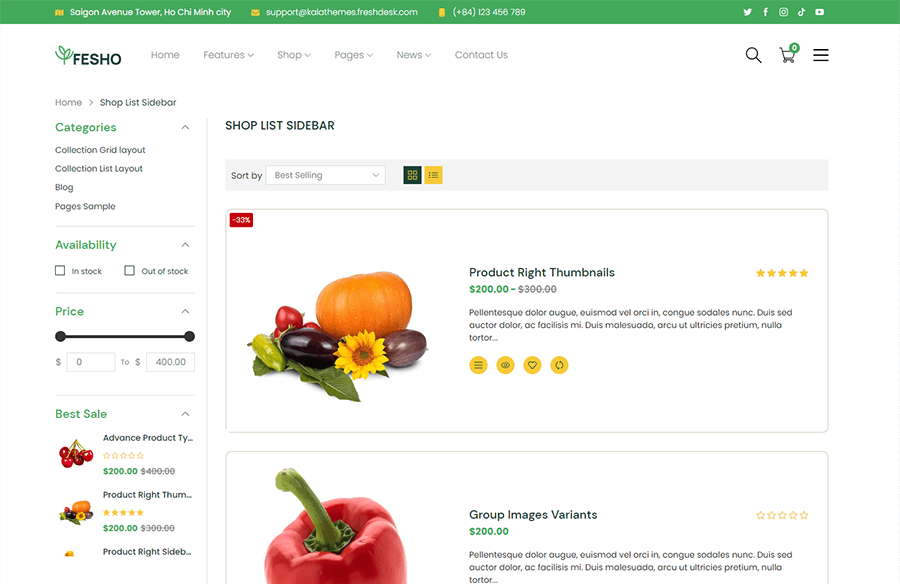 Saigon Avenue Tower, Ho Chi Minh city
support@kalathemes.freshdesk.com
(+84) 123 456 789
FESHO
Home
Features
Shop
Pages
News
Contact Us
0
Home > Shop List Sidebar
Categories
Collection Grid layout
Collection List Layout
Blog
Pages Sample
Availability
In stock
Out of stock
Price
$ 0 To $ 400.00
Best Sale
Advance Product Ty...
$200.00 $400.00
Product Right Thum...
$200.00 $300.00
Product Right Sideb...
SHOP LIST SIDEBAR
Sort by Best Selling
-33%
Product Right Thumbnails
$200.00 - $300.00
Pellentesque dolor augue, euismod vel orci in, congue sodales nunc. Duis sed
auctor dolor, ac facilisis mi. Duis malesuada, arcu ut ultricies pretium, nulla
tortor...
Group Images Variants
$200.00
Pellentesque dolor augue, euismod vel orci in, congue sodales nunc. Duis sed
auctor dolor, ac facilisis mi. Duis malesuada, arcu ut ultricies pretium, nulla
tortor...